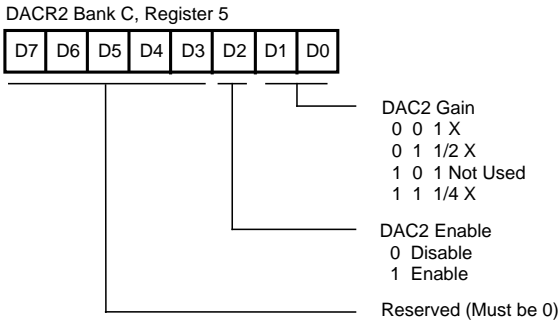 DACR2 Bank C, Register 5
D7 D6 D5 D4 D3 D2 D1 D0
DAC2 Gain
0 0 1 X
0 1 1/2 X
1 0 1 Not Used
1 1 1/4 X
DAC2 Enable
0 Disable
1 Enable
Reserved (Must be 0)